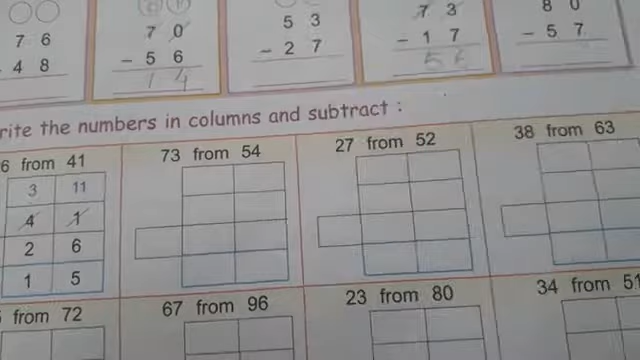 8 0
7 6
7 0
5 3
7 3
4 8
- 5 6
- 2 7
- 1 7
- 5 7
1 4
5 6
rite the numbers in columns and subtract :
6 from 41
73 from 54
27 from 52
38 from 63
3 11
4 1
2 6
1 5
from 72
67 from 96
23 from 80
34 from 51